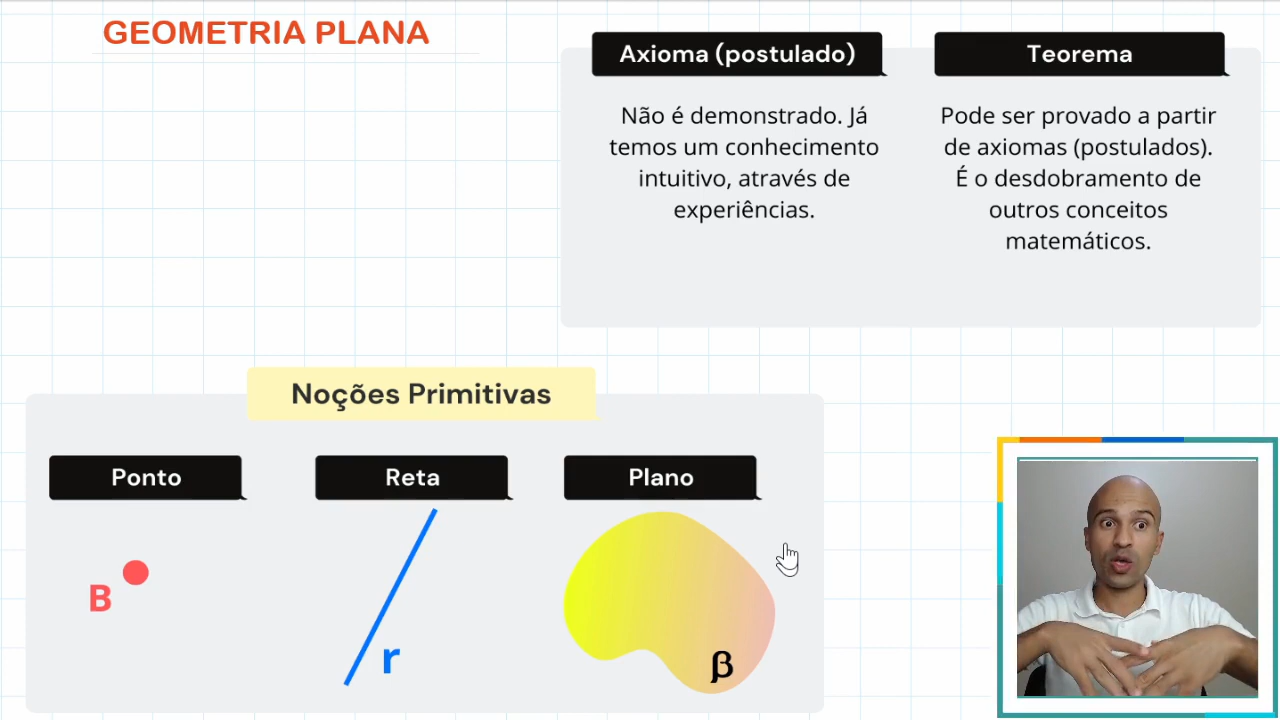 GEOMETRIA PLANA
Axioma (postulado)
Não é demonstrado. Já
temos um conhecimento
intuitivo, através de
experiências.
Teorema
Pode ser provado a partir
de axiomas (postulados).
É o desdobramento de
outros conceitos
matemáticos.
Noções Primitivas
Ponto
B
Reta
r
Plano
β